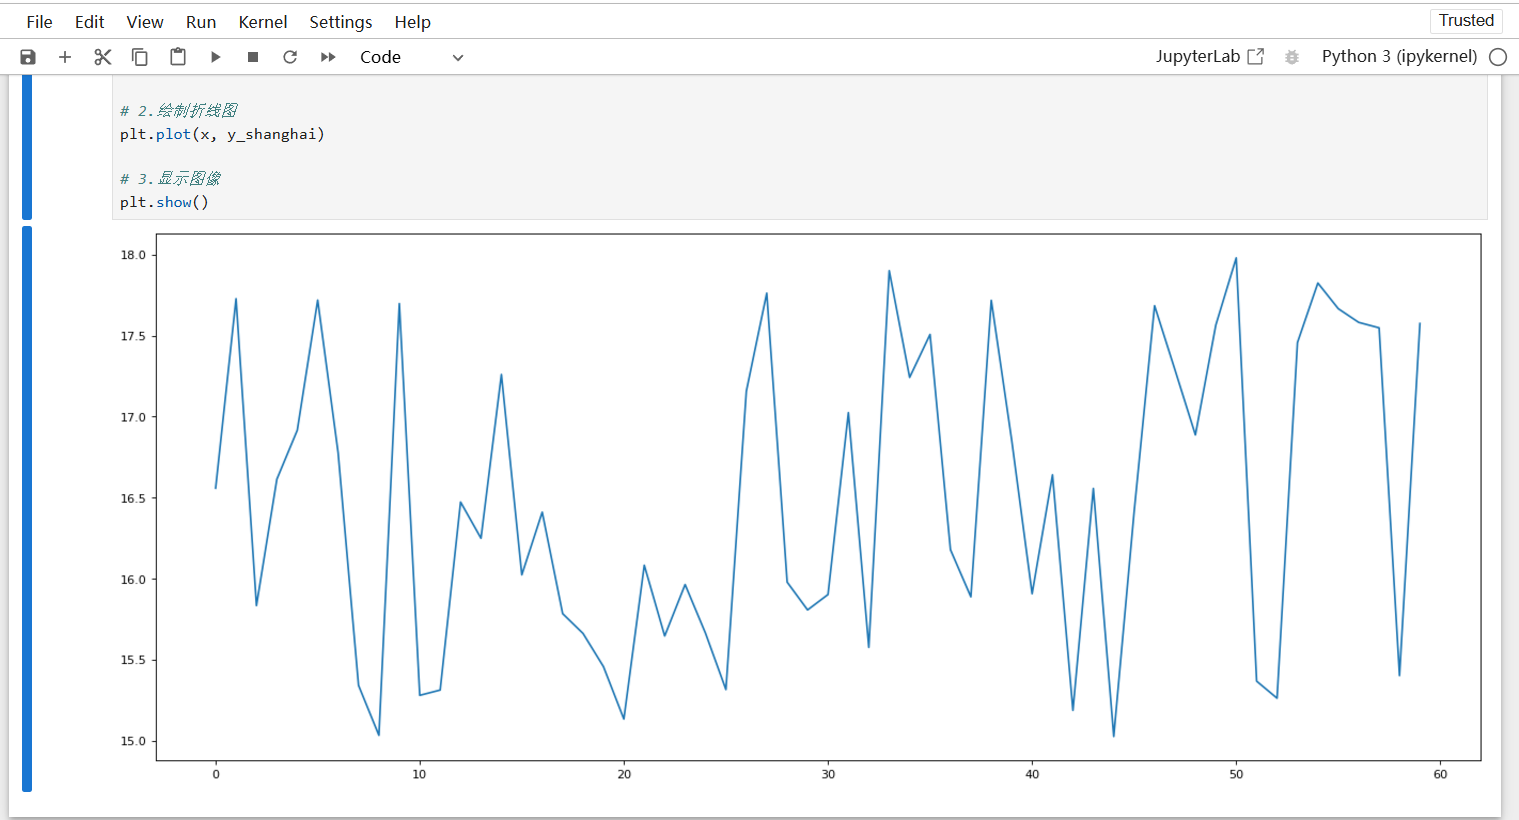 File Edit View Run Kernel Settings Help
Trusted
Code
JupyterLab
Python 3 (ipykernel)
# 2.绘制折线图
plt.plot(x, y_shanghai)
# 3.显示图像
plt.show()
18.0
17.5
17.0
16.5
16.0
15.5
15.0
0 10 20 30 40 50 60